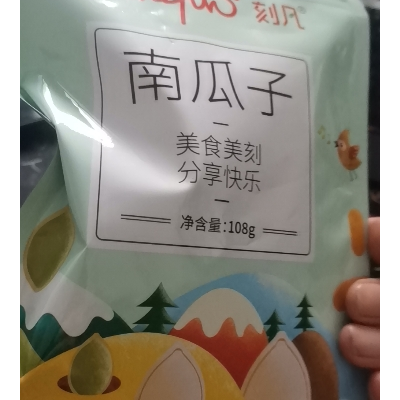 刻凡
南瓜子
美食美刻
分享快乐
净含量:108g